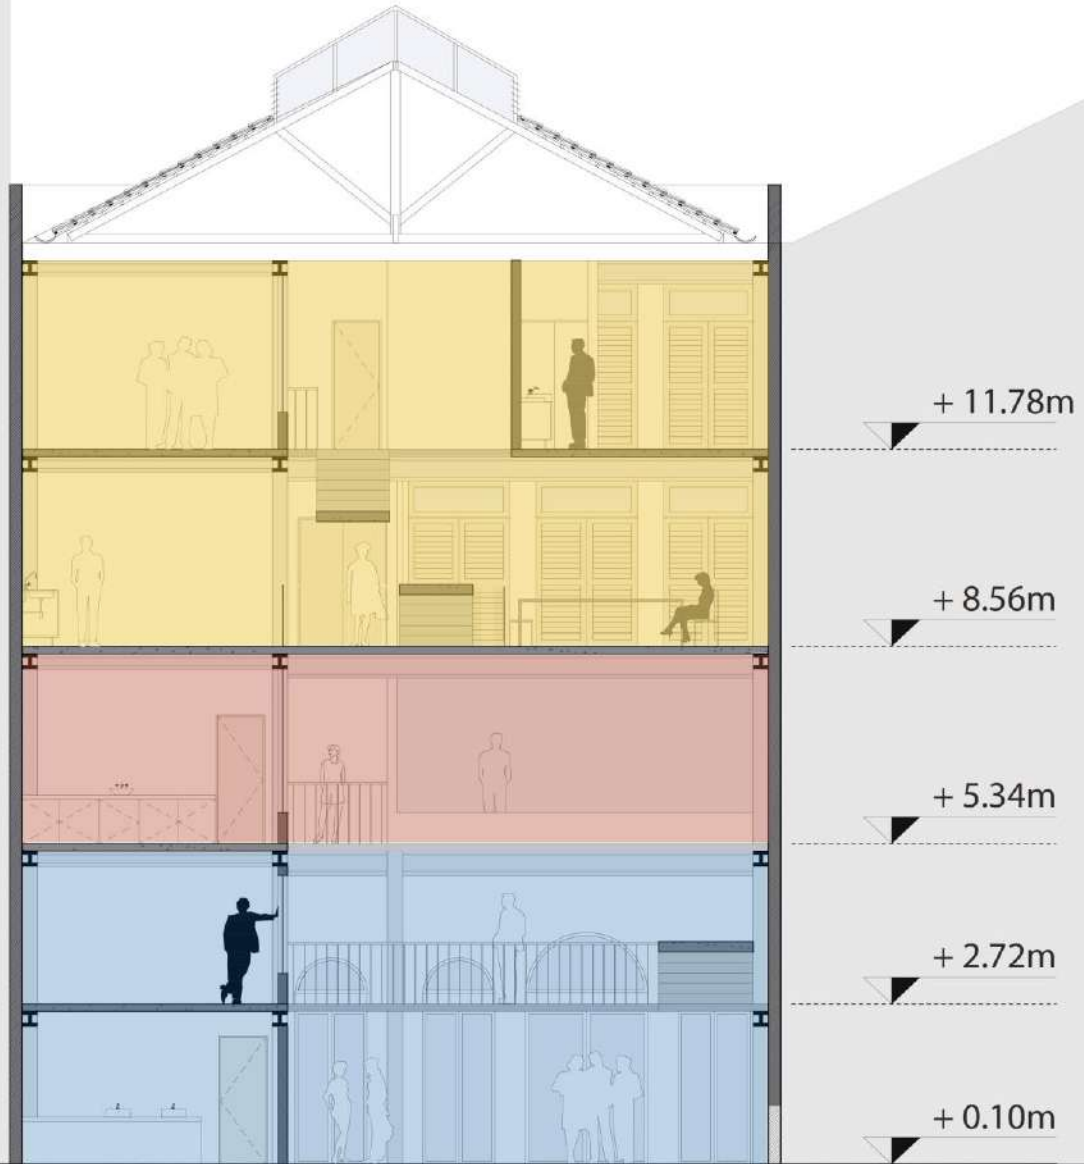 + 11.78m
+ 8.56m
+ 5.34m
+ 2.72m
+ 0.10m